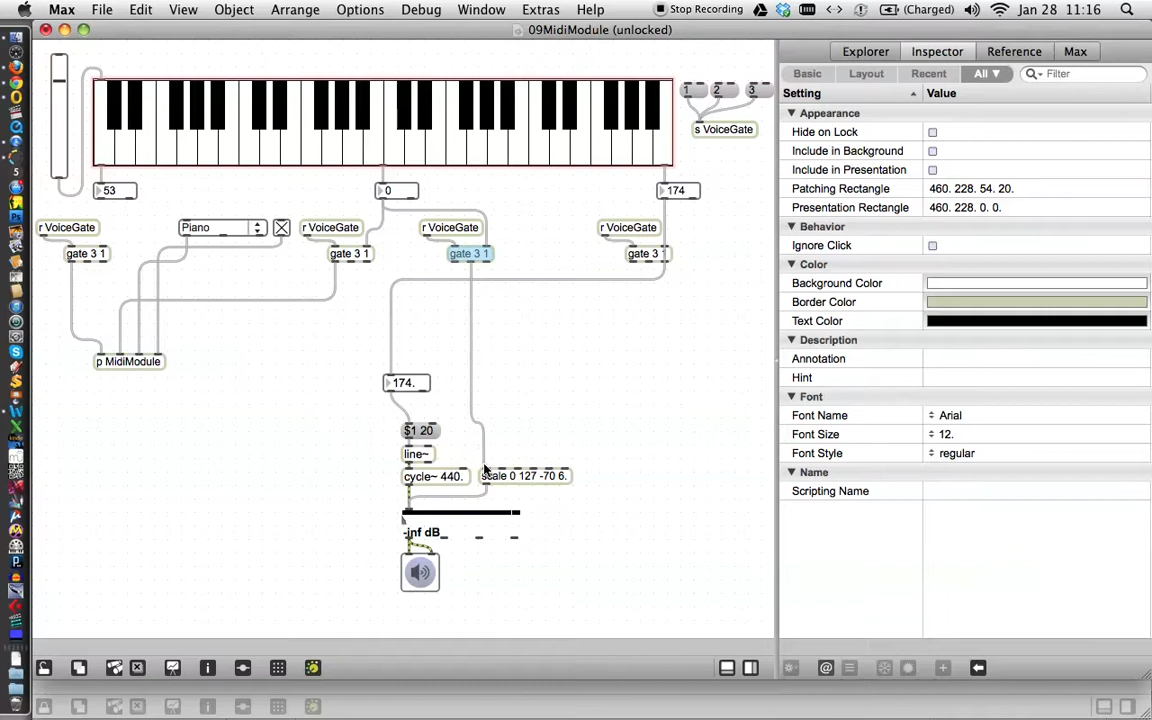 Max File Edit View Object Arrange Options Debug Window Extras Help Stop Recording (Charged) Jan 28 11:16
09MidiModule (unlocked)
Explorer Inspector Reference Max
Basic Layout Recent All ▼ Filter
Setting Value
1 2 3
s VoiceGate
53 0 174
r VoiceGate Piano r VoiceGate r VoiceGate r VoiceGate
gate 3 1 gate 3 1 gate 3 1 gate 3 1
p MidiModule
174.
$1 20
line~
cycle~ 440. scale 0 127 -70 6.
-inf dB
Appearance
Hide on Lock
Include in Background
Include in Presentation
Patching Rectangle 460. 228. 54. 20.
Presentation Rectangle 460. 228. 0. 0.
Behavior
Ignore Click
Color
Background Color
Border Color
Text Color
Description
Annotation
Hint
Font
Font Name Arial
Font Size 12.
Font Style regular
Name
Scripting Name